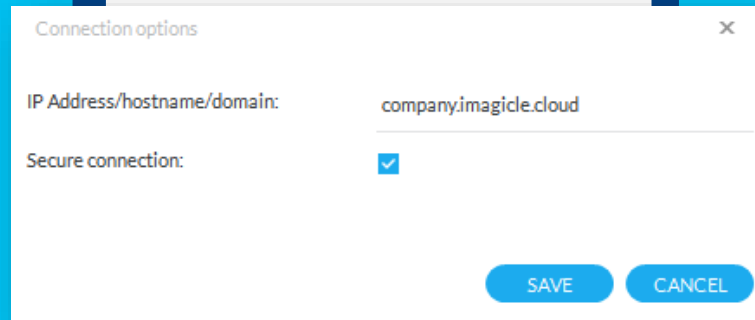 Connection options
IP Address/hostname/domain: company.imagicle.cloud
Secure connection:
SAVE CANCEL